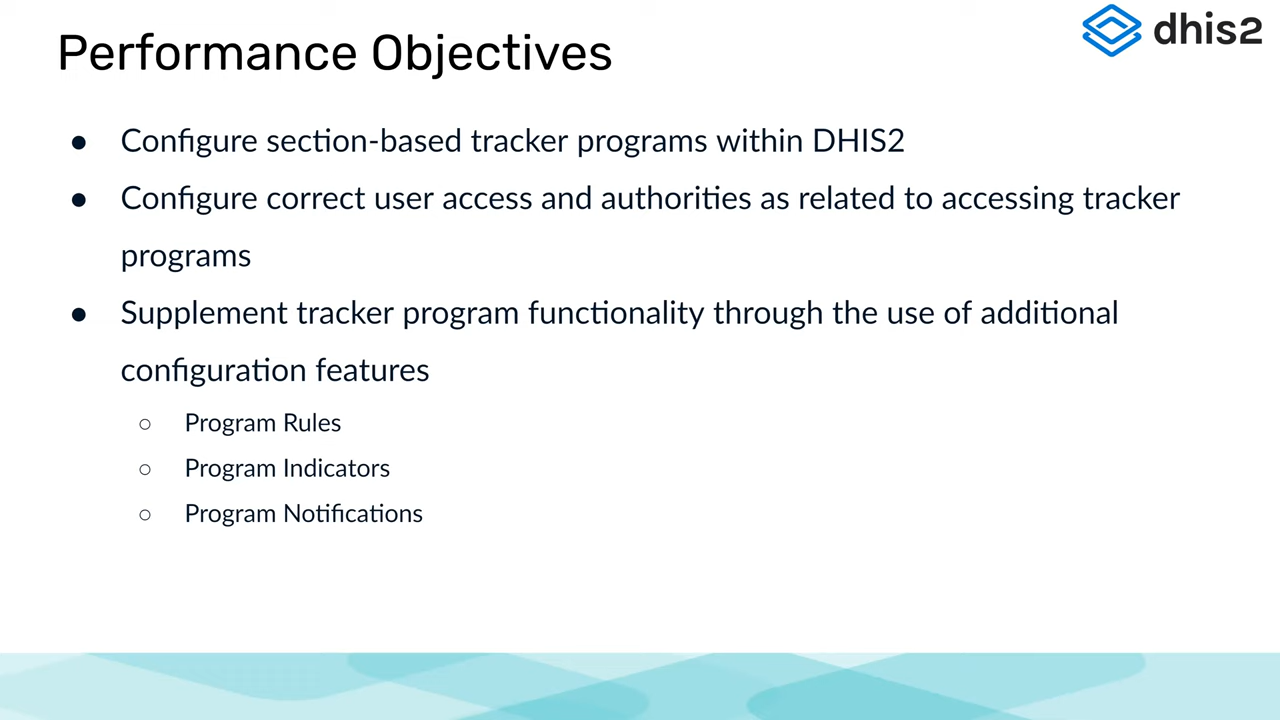 Performance Objectives
dhis2
● Configure section-based tracker programs within DHIS2
● Configure correct user access and authorities as related to accessing tracker
programs
● Supplement tracker program functionality through the use of additional
configuration features
○ Program Rules
○ Program Indicators
○ Program Notifications